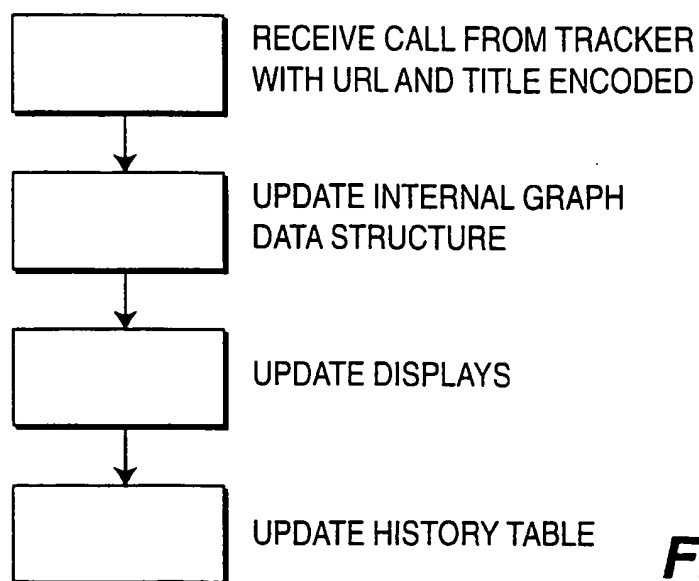 RECEIVE CALL FROM TRACKER
WITH URL AND TITLE ENCODED
UPDATE INTERNAL GRAPH
DATA STRUCTURE
UPDATE DISPLAYS
UPDATE HISTORY TABLE
F